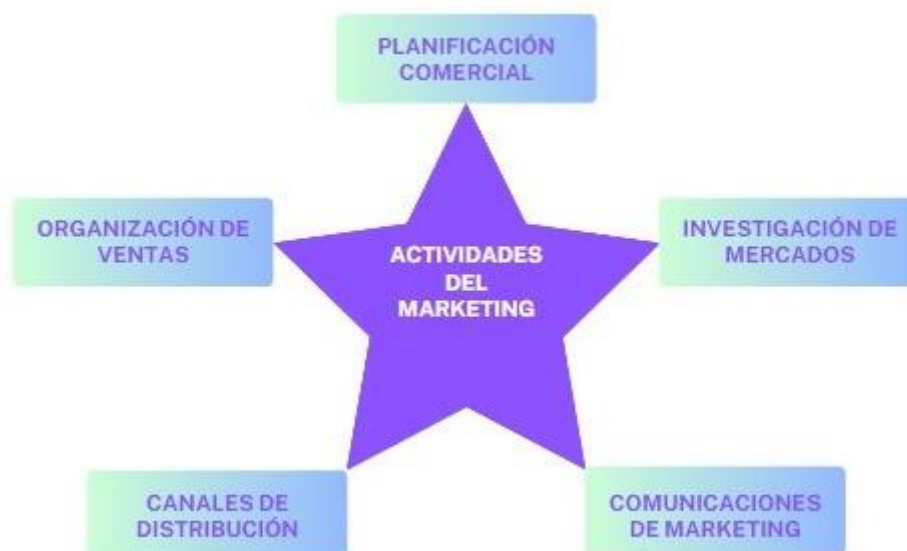 PLANIFICACIÓN
COMERCIAL
ORGANIZACIÓN DE
VENTAS
INVESTIGACIÓN DE
MERCADOS
ACTIVIDADES
DEL
MARKETING
CANALES DE
DISTRIBUCIÓN
COMUNICACIONES
DE MARKETING